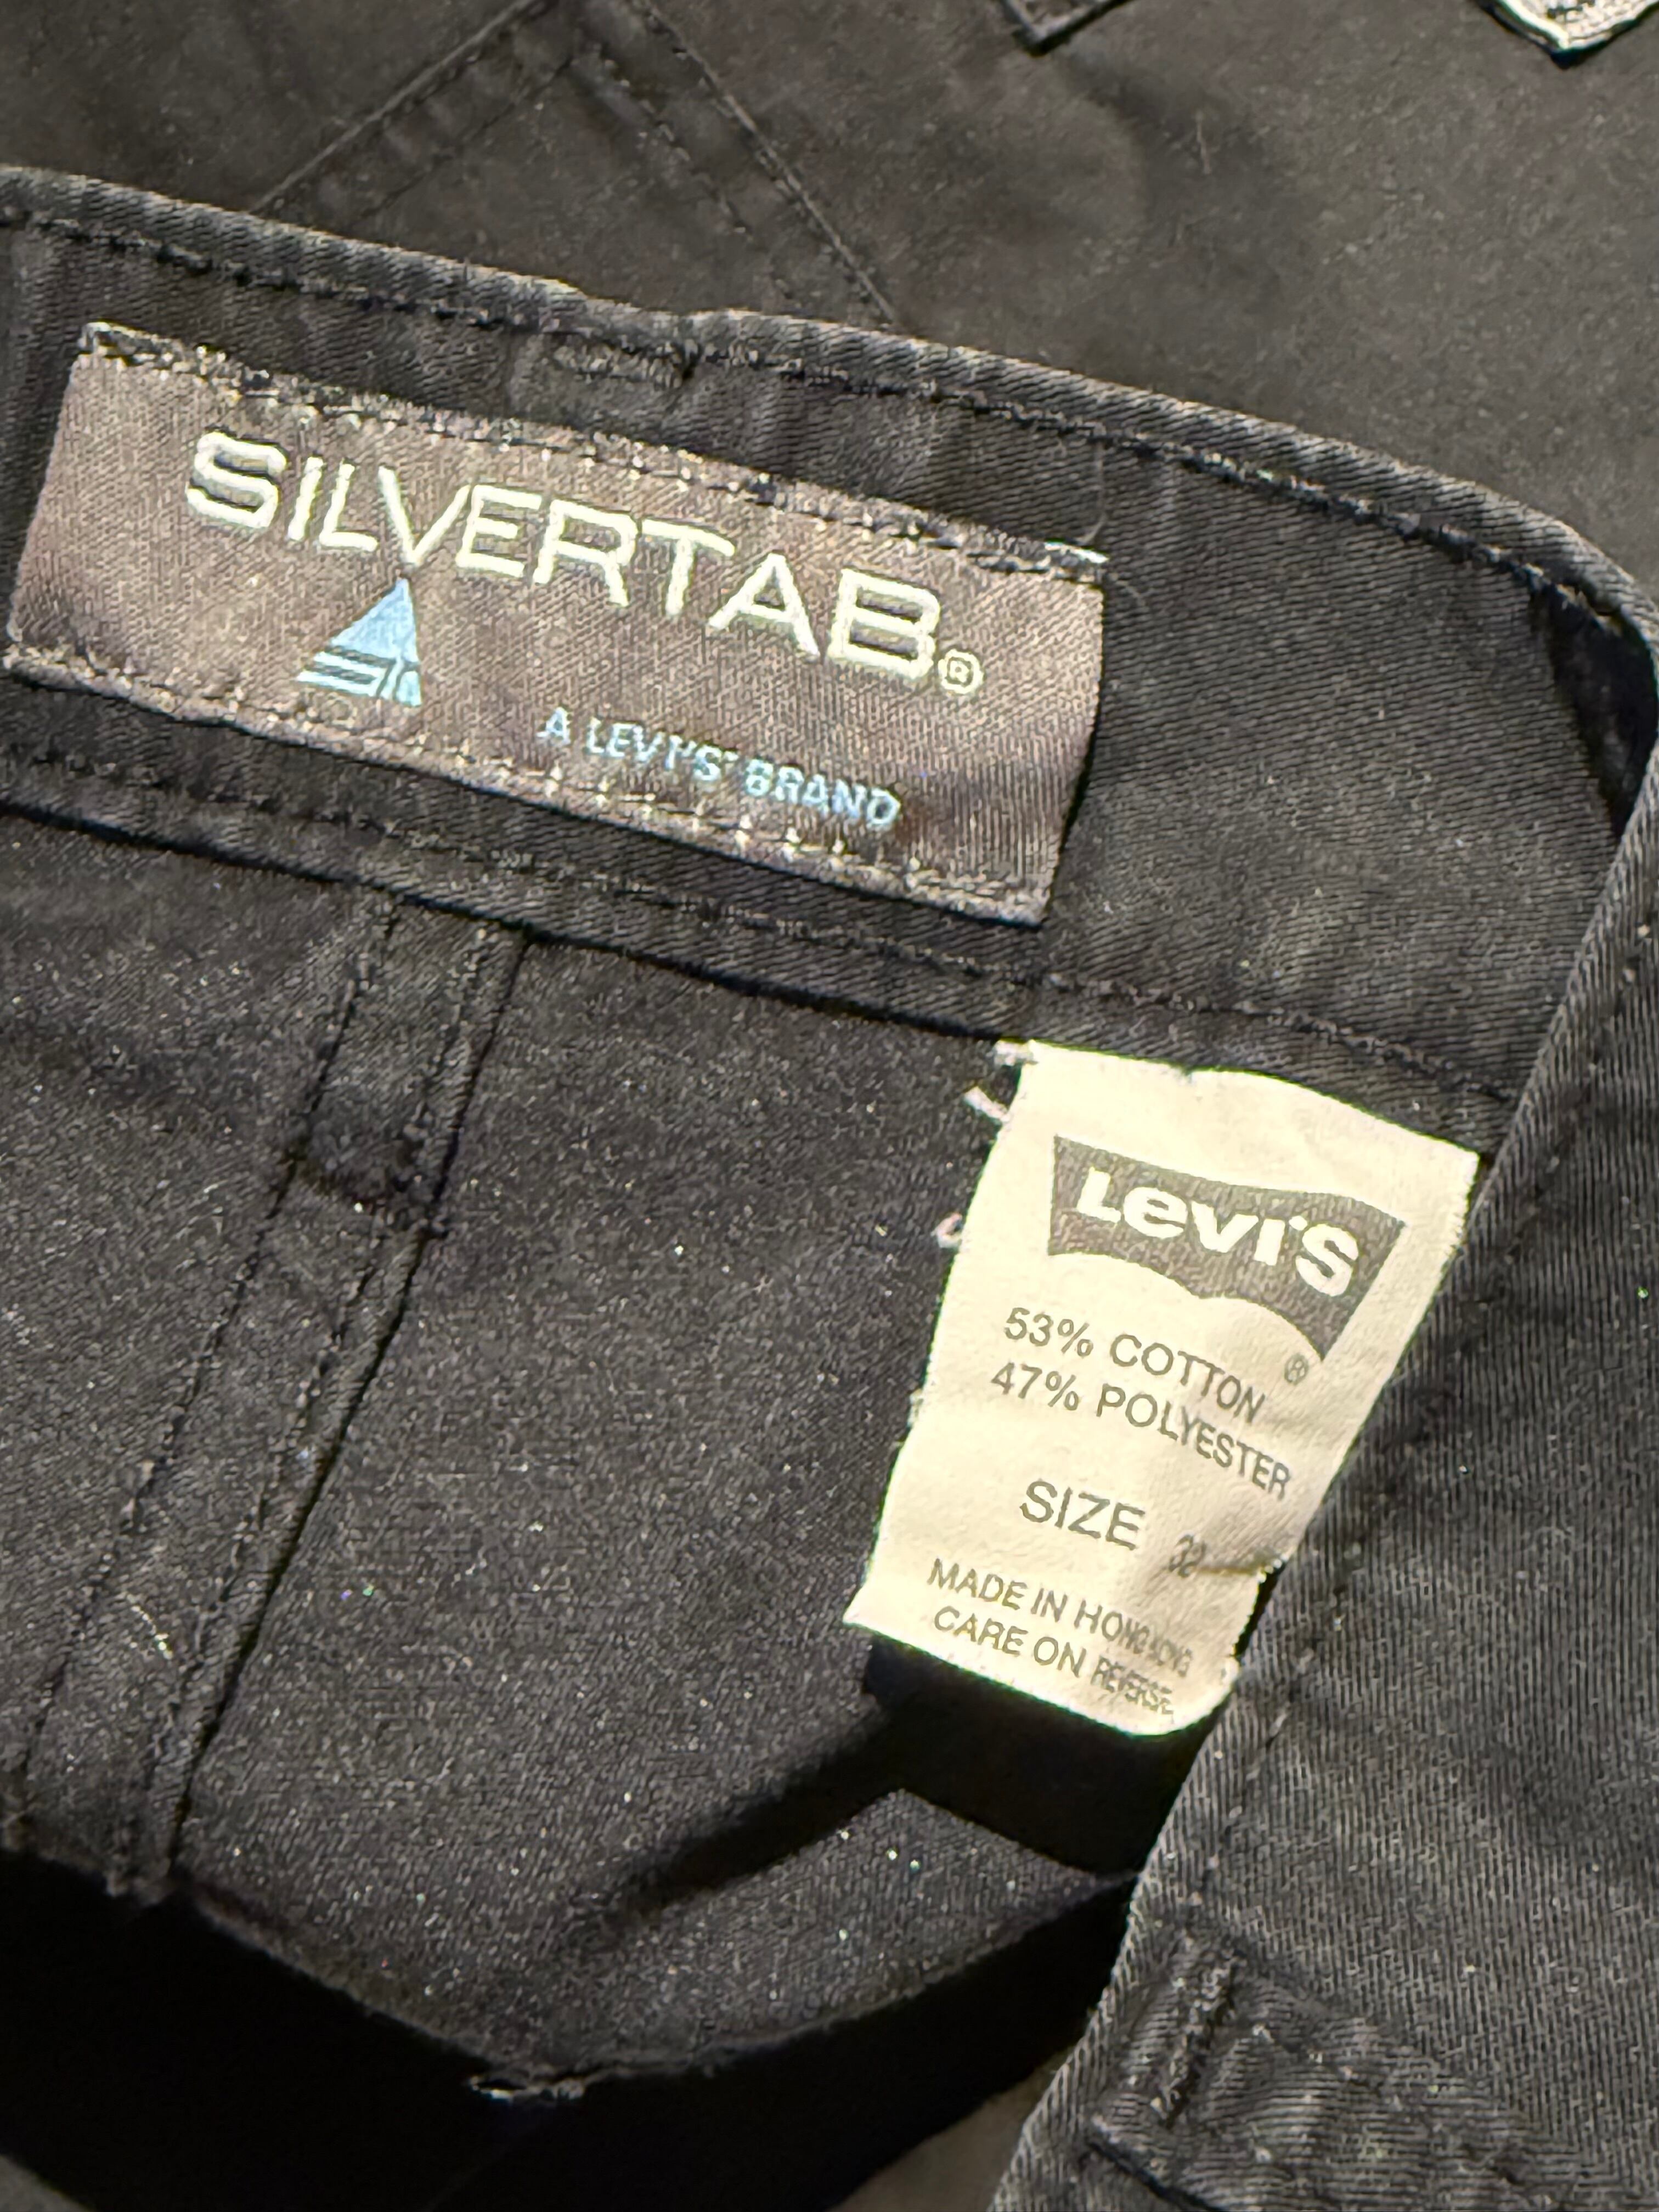 SILVERTAB®
A LEVI'S BRAND
Levi's®
53% COTTON
47% POLYESTER
SIZE 32
MADE IN HONG KONG
CARE ON REVERSE